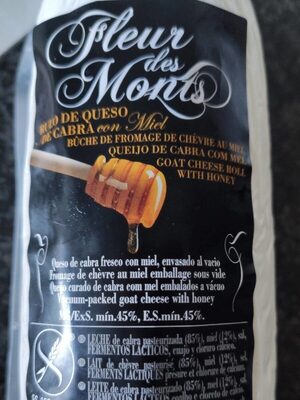 Fleur
des
Monts
RULO DE QUESO
DE CABRA con Miel
BÛCHE DE FROMAGE DE CHÈVRE AU MIEL
QUEIJO DE CABRA COM MEL
GOAT CHEESE ROLL
WITH HONEY
Queso de cabra fresco con miel, envasado al vacio
Fromage de chèvre au miel emballage sous vide
Queijo curado de cabra com mel embalados a vácuo
Vacuum-packed goat cheese with honey
MG/ExS. mín.45%, E.S.mín.45%.
LECHE de cabra pasteurizada (85%), miel (12%), sal,
FERMENTOS LÁCTICOS, cuajo y cloruro cálcico.
LAIT de chèvre pasteurisé (85%), miel (12%), sel,
FERMENTS LACTIQUES présure et chlorure de calcium.
LEITE de cabra pasteurizado (85%), mel (12%), sal,